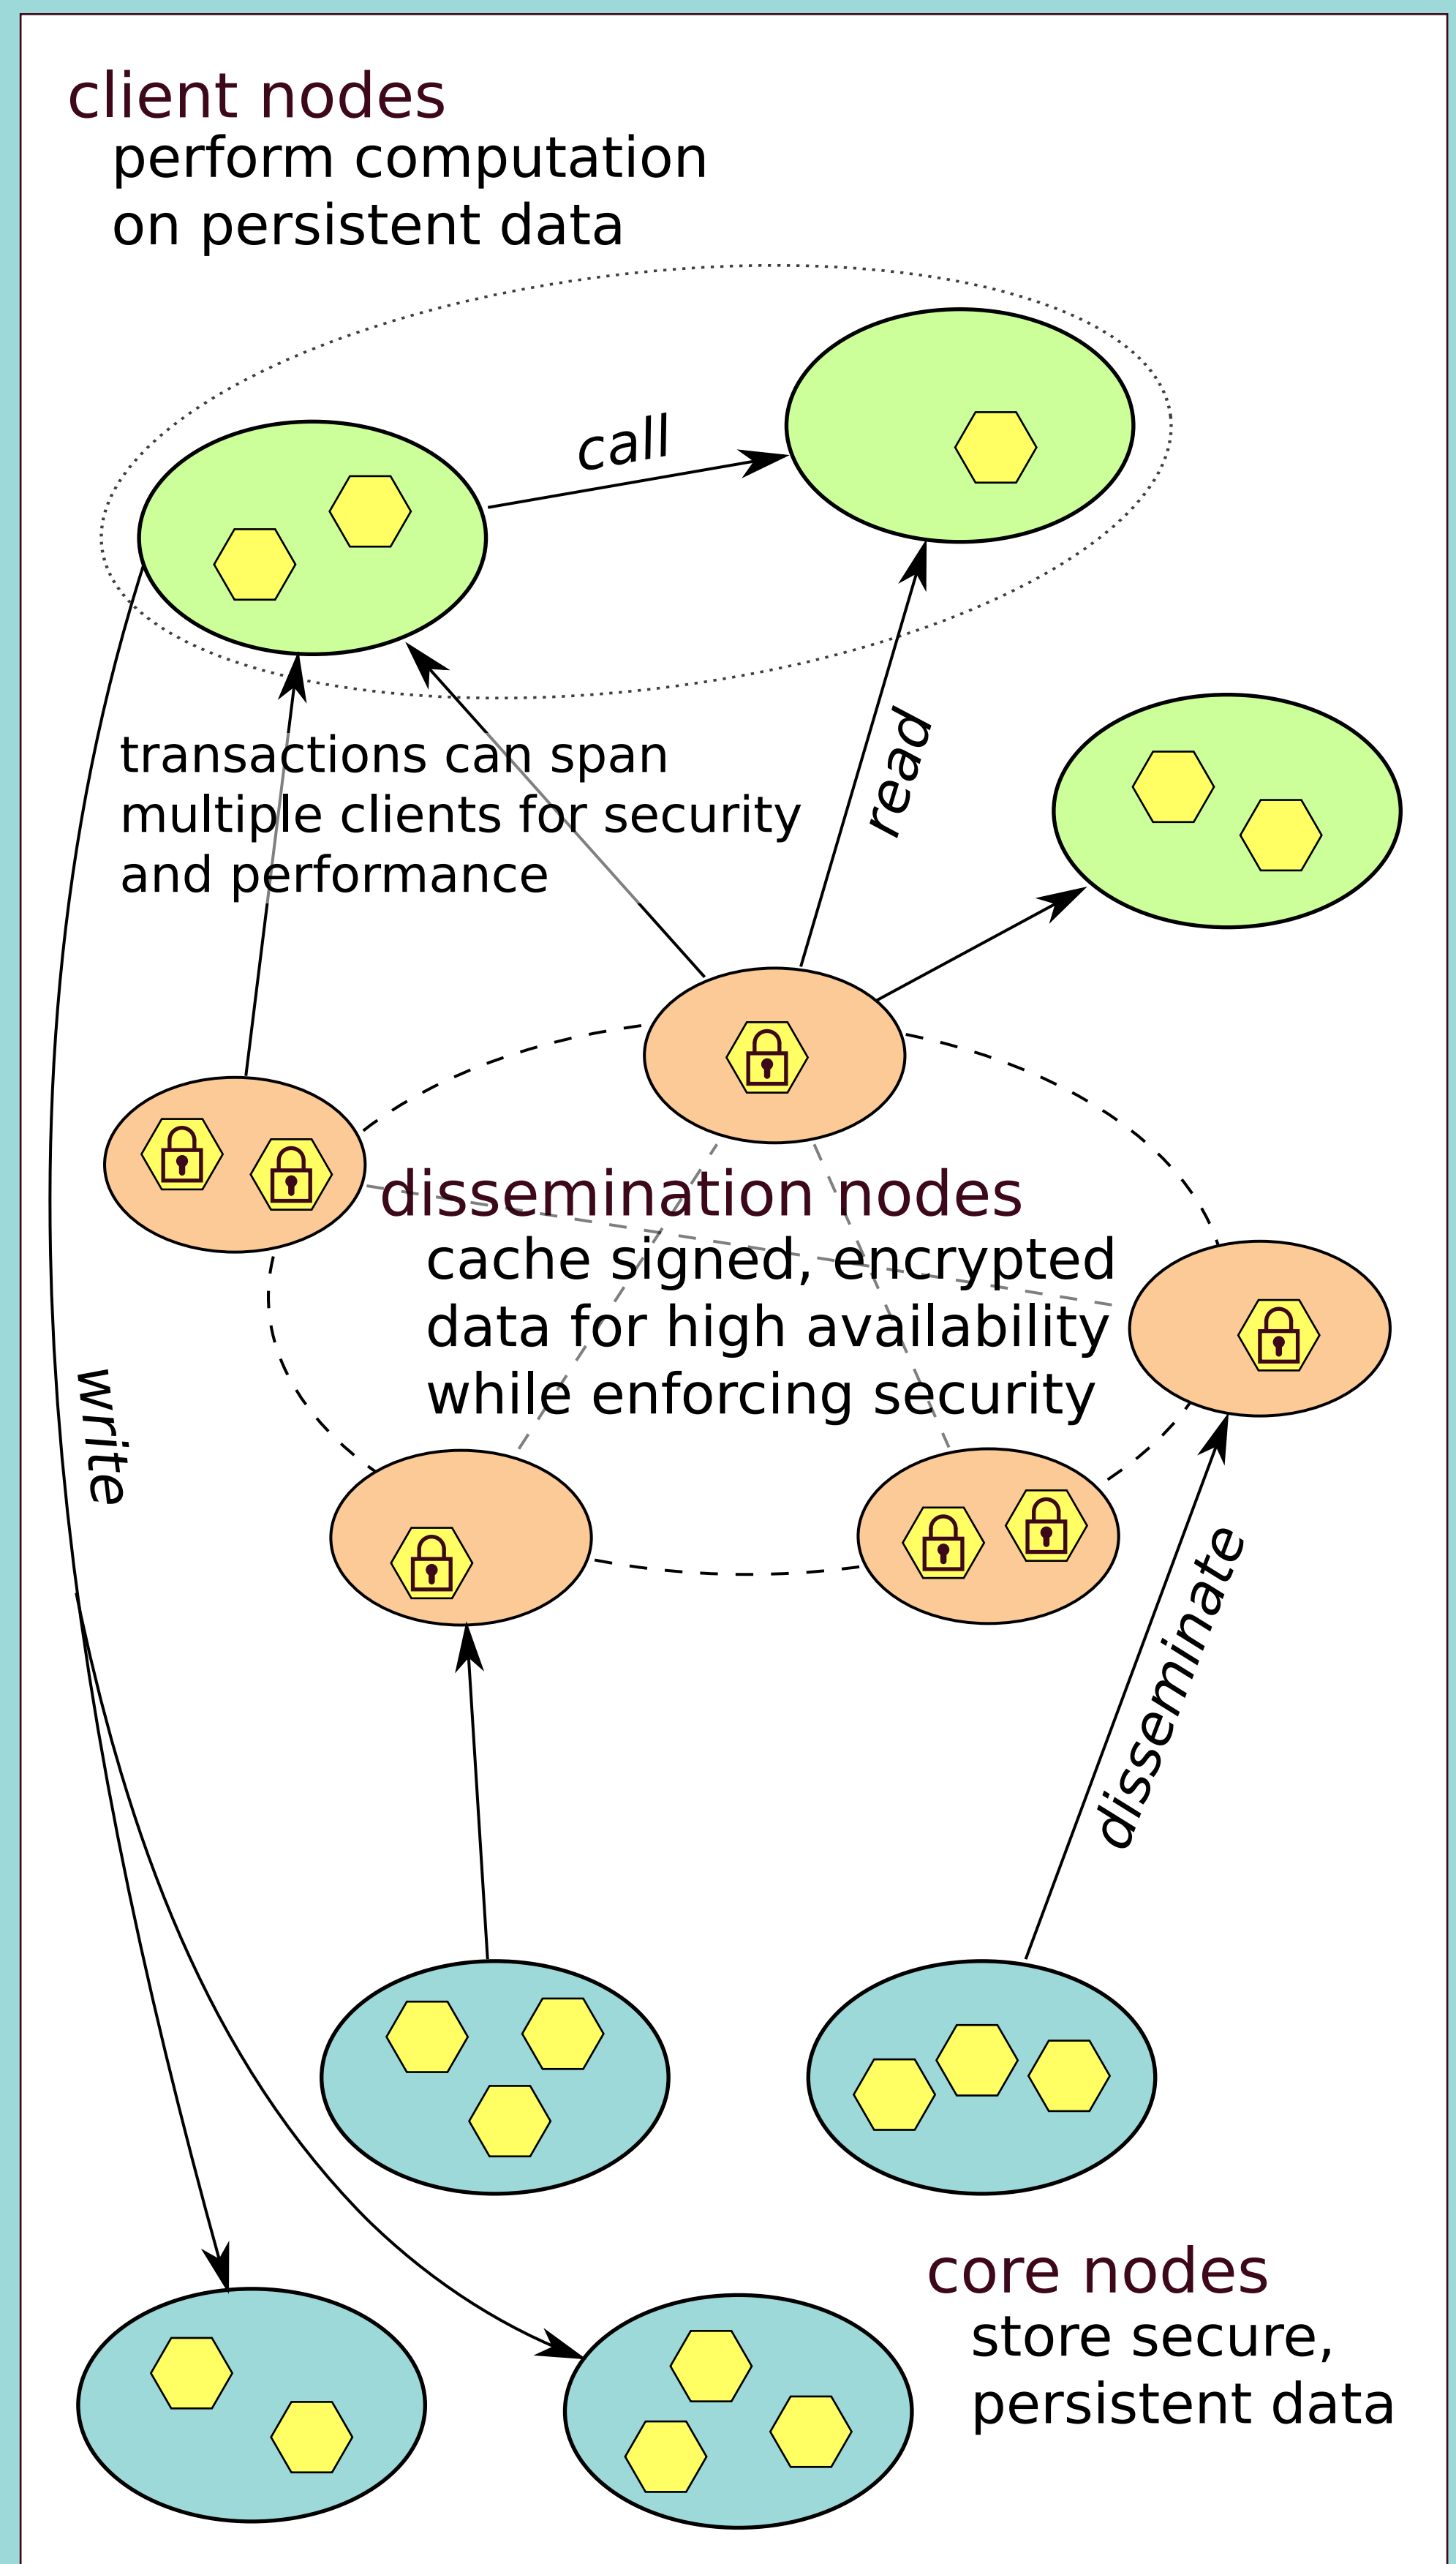 client nodes
perform computation
on persistent data
call
read
transactions can span
multiple clients for security
and performance
dissemination nodes
cache signed, encrypted
data for high availability
while enforcing security
write
disseminate
core nodes
store secure,
persistent data